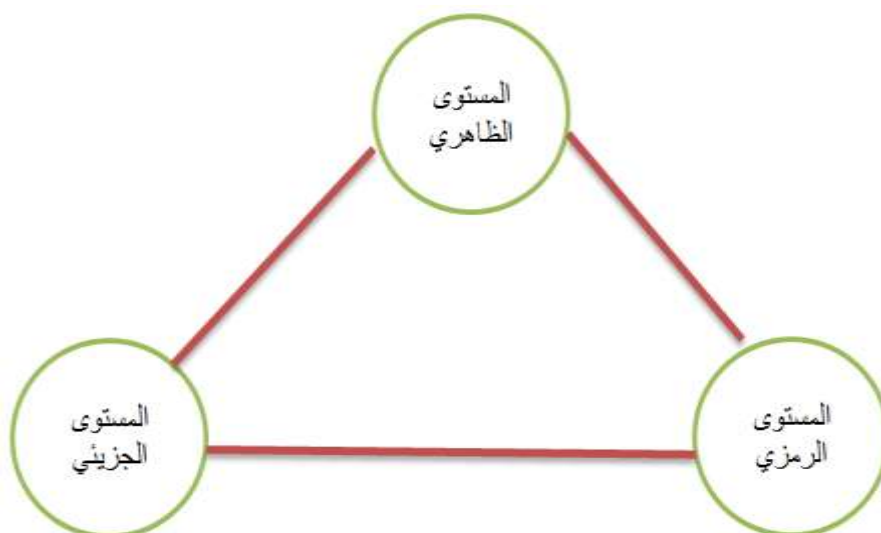 المستوى
الظاهري
المستوى
الرمزي
المستوى
الجزيئي